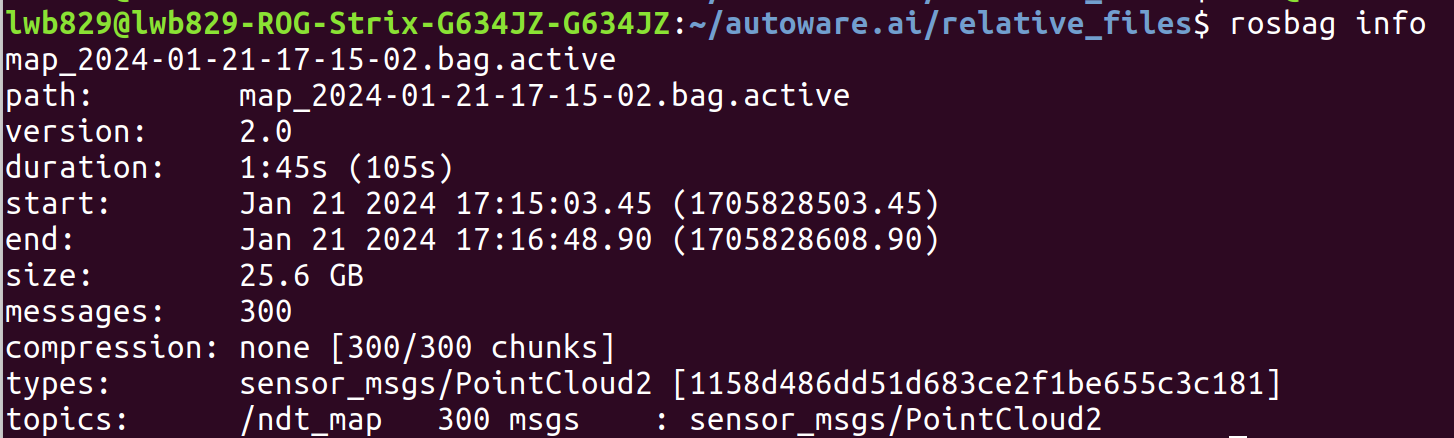 lwb829@lwb829-ROG-Strix-G634JZ-G634JZ:~/autoware.ai/relative_files$ rosbag info
map_2024-01-21-17-15-02.bag.active
path:        map_2024-01-21-17-15-02.bag.active
version:     2.0
duration:    1:45s (105s)
start:       Jan 21 2024 17:15:03.45 (1705828503.45)
end:         Jan 21 2024 17:16:48.90 (1705828608.90)
size:        25.6 GB
messages:    300
compression: none [300/300 chunks]
types:       sensor_msgs/PointCloud2 [1158d486dd51d683ce2f1be655c3c181]
topics:      /ndt_map   300 msgs    : sensor_msgs/PointCloud2